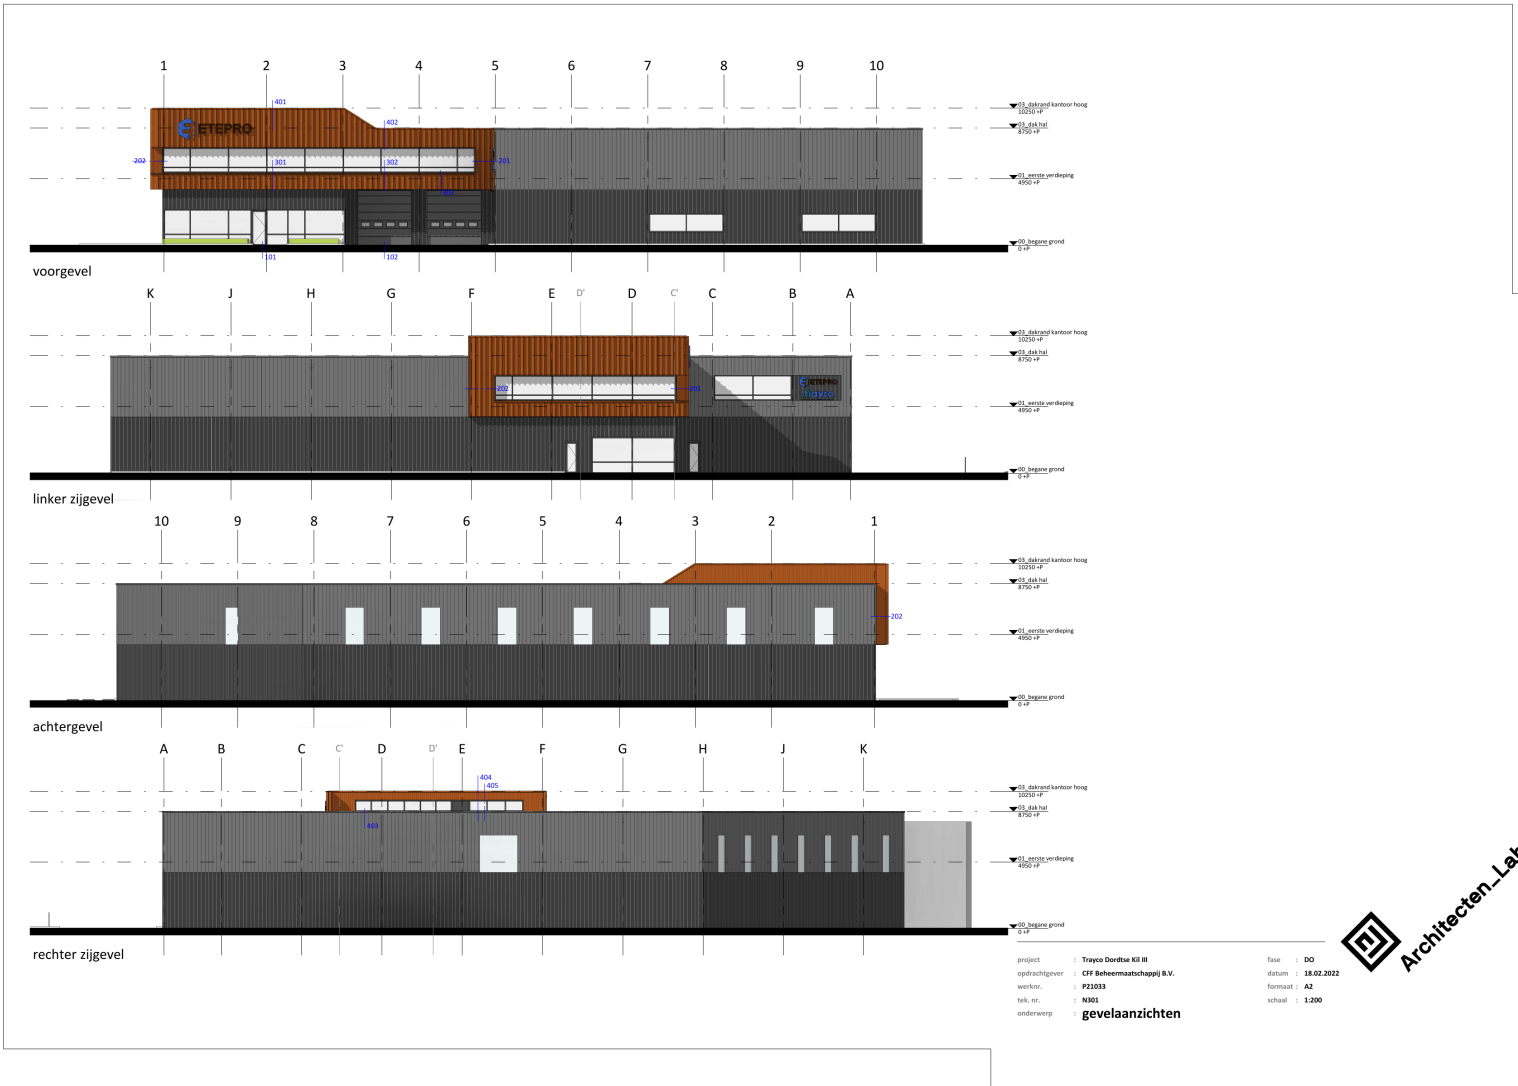 1 2 3 4 5 6 7 8 9 10
401
03_dakrand kantoor hoog
10250 +P
ETEPRO
402
03_dak hal
8750 +P
202 301 302 201
01_eerste verdieping
4950 +P
00_begane grond
0 +P
101 102
voorgevel
K J H G F E D' D C' C B A
03_dakrand kantoor hoog
10250 +P
03_dak hal
8750 +P
202 201
ETEPRO
Trayco
01_eerste verdieping
4950 +P
00_begane grond
0 +P
linker zijgevel
10 9 8 7 6 5 4 3 2 1
03_dakrand kantoor hoog
10250 +P
03_dak hal
8750 +P
202
01_eerste verdieping
4950 +P
00_begane grond
0 +P
achtergevel
A B C C' D D' E F G H J K
404
405
03_dakrand kantoor hoog
10250 +P
03_dak hal
8750 +P
403
01_eerste verdieping
4950 +P
00_begane grond
0 +P
rechter zijgevel
project : Trayco Dordtse Kil III
opdrachtgever : CFF Beheermaatschappij B.V.
werknr. : P21033
tek. nr. : N301
onderwerp : gevelaanzichten
fase : DO
datum : 18.02.2022
formaat : A2
schaal : 1:200
Architecten_Lab